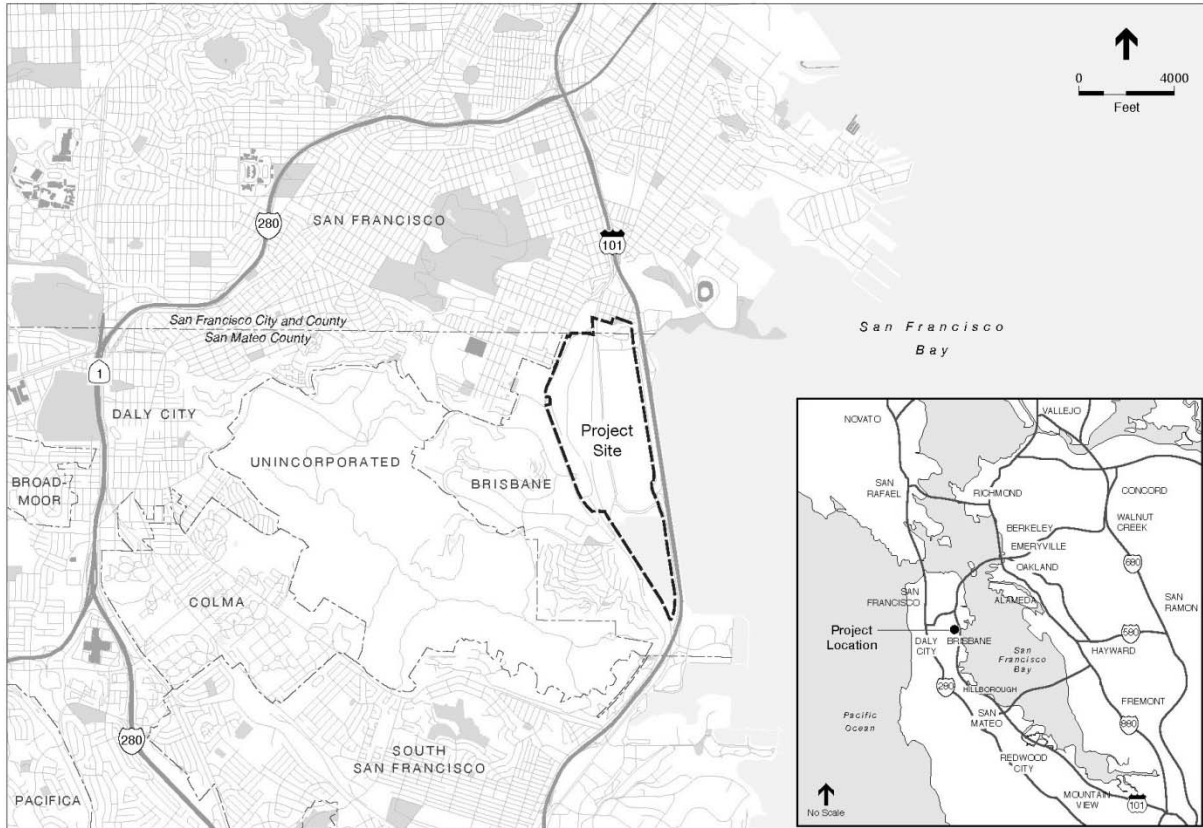 0 4000
Feet
SAN FRANCISCO
280
101
San Francisco City and County
San Mateo County
San Francisco
Bay
1
DALY CITY
Project
Site
UNINCORPORATED
BRISBANE
BROAD-
MOOR
COLMA
280
SOUTH
SAN FRANCISCO
PACIFICA
NOVATO
VALLEJO
SAN
RAFAEL
RICHMOND
CONCORD
WALNUT
CREEK
BERKELEY
EMERYVILLE
OAKLAND
680
SAN
FRANCISCO
ALAMEDA
SAN
RAMON
Project
Location
DALY
CITY
BRISBANE
580
HAYWARD
San
Francisco
Bay
280
HILLBOROUGH
FREMONT
Pacific
Ocean
SAN
MATEO
880
REDWOOD
CITY
MOUNTAIN
VIEW
101
No Scale